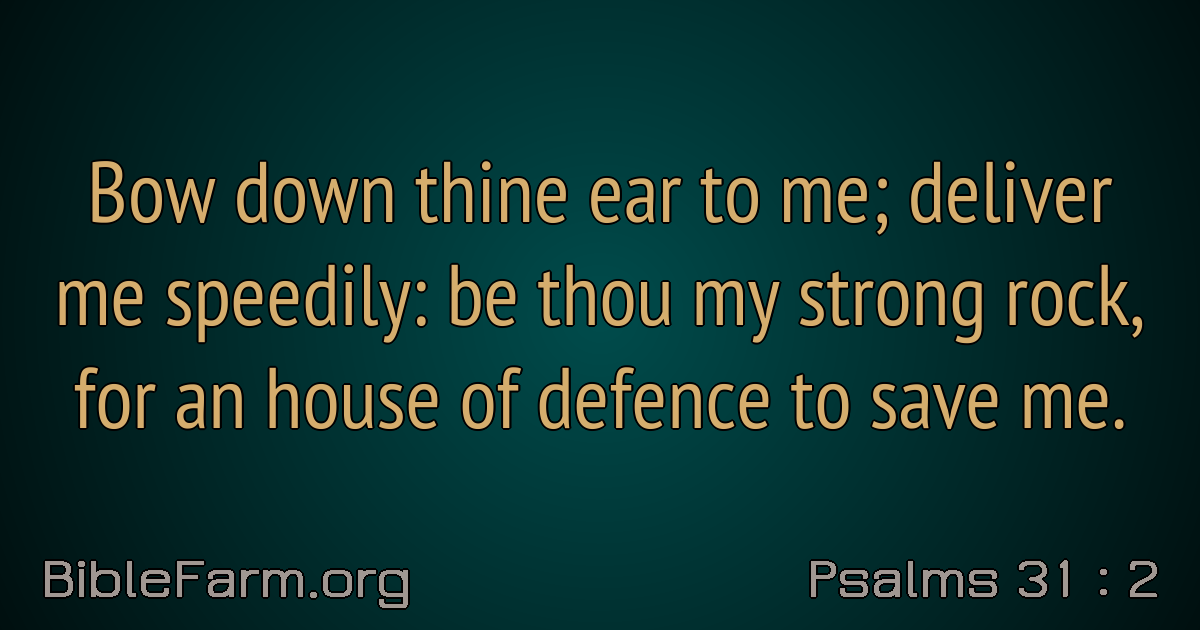 Bow down thine ear to me; deliver
me speedily: be thou my strong rock,
for an house of defence to save me.
BibleFarm.org
Psalms 31 : 2